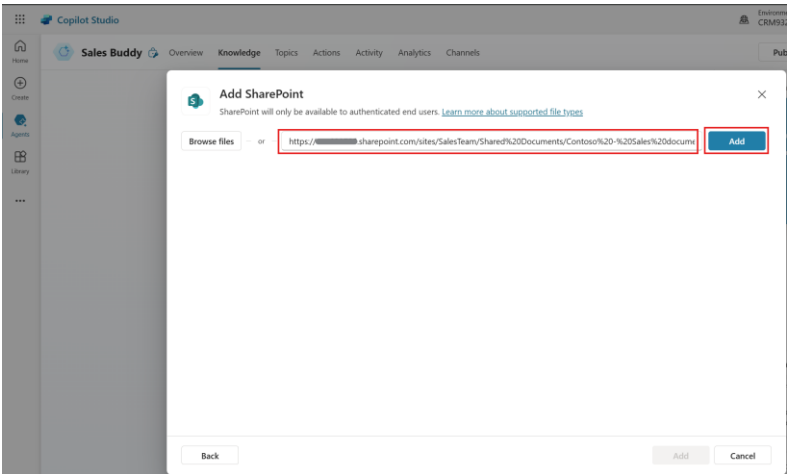 Copilot Studio
Environm
CRM932
Home
Create
Agents
Library
Sales Buddy Overview Knowledge Topics Actions Activity Analytics Channels
Pub
Add SharePoint
SharePoint will only be available to authenticated end users. Learn more about supported file types
Browse files or https:// .sharepoint.com/sites/SalesTeam/Shared%20Documents/Contoso%20-%20Sales%20docume Add
Back Add Cancel